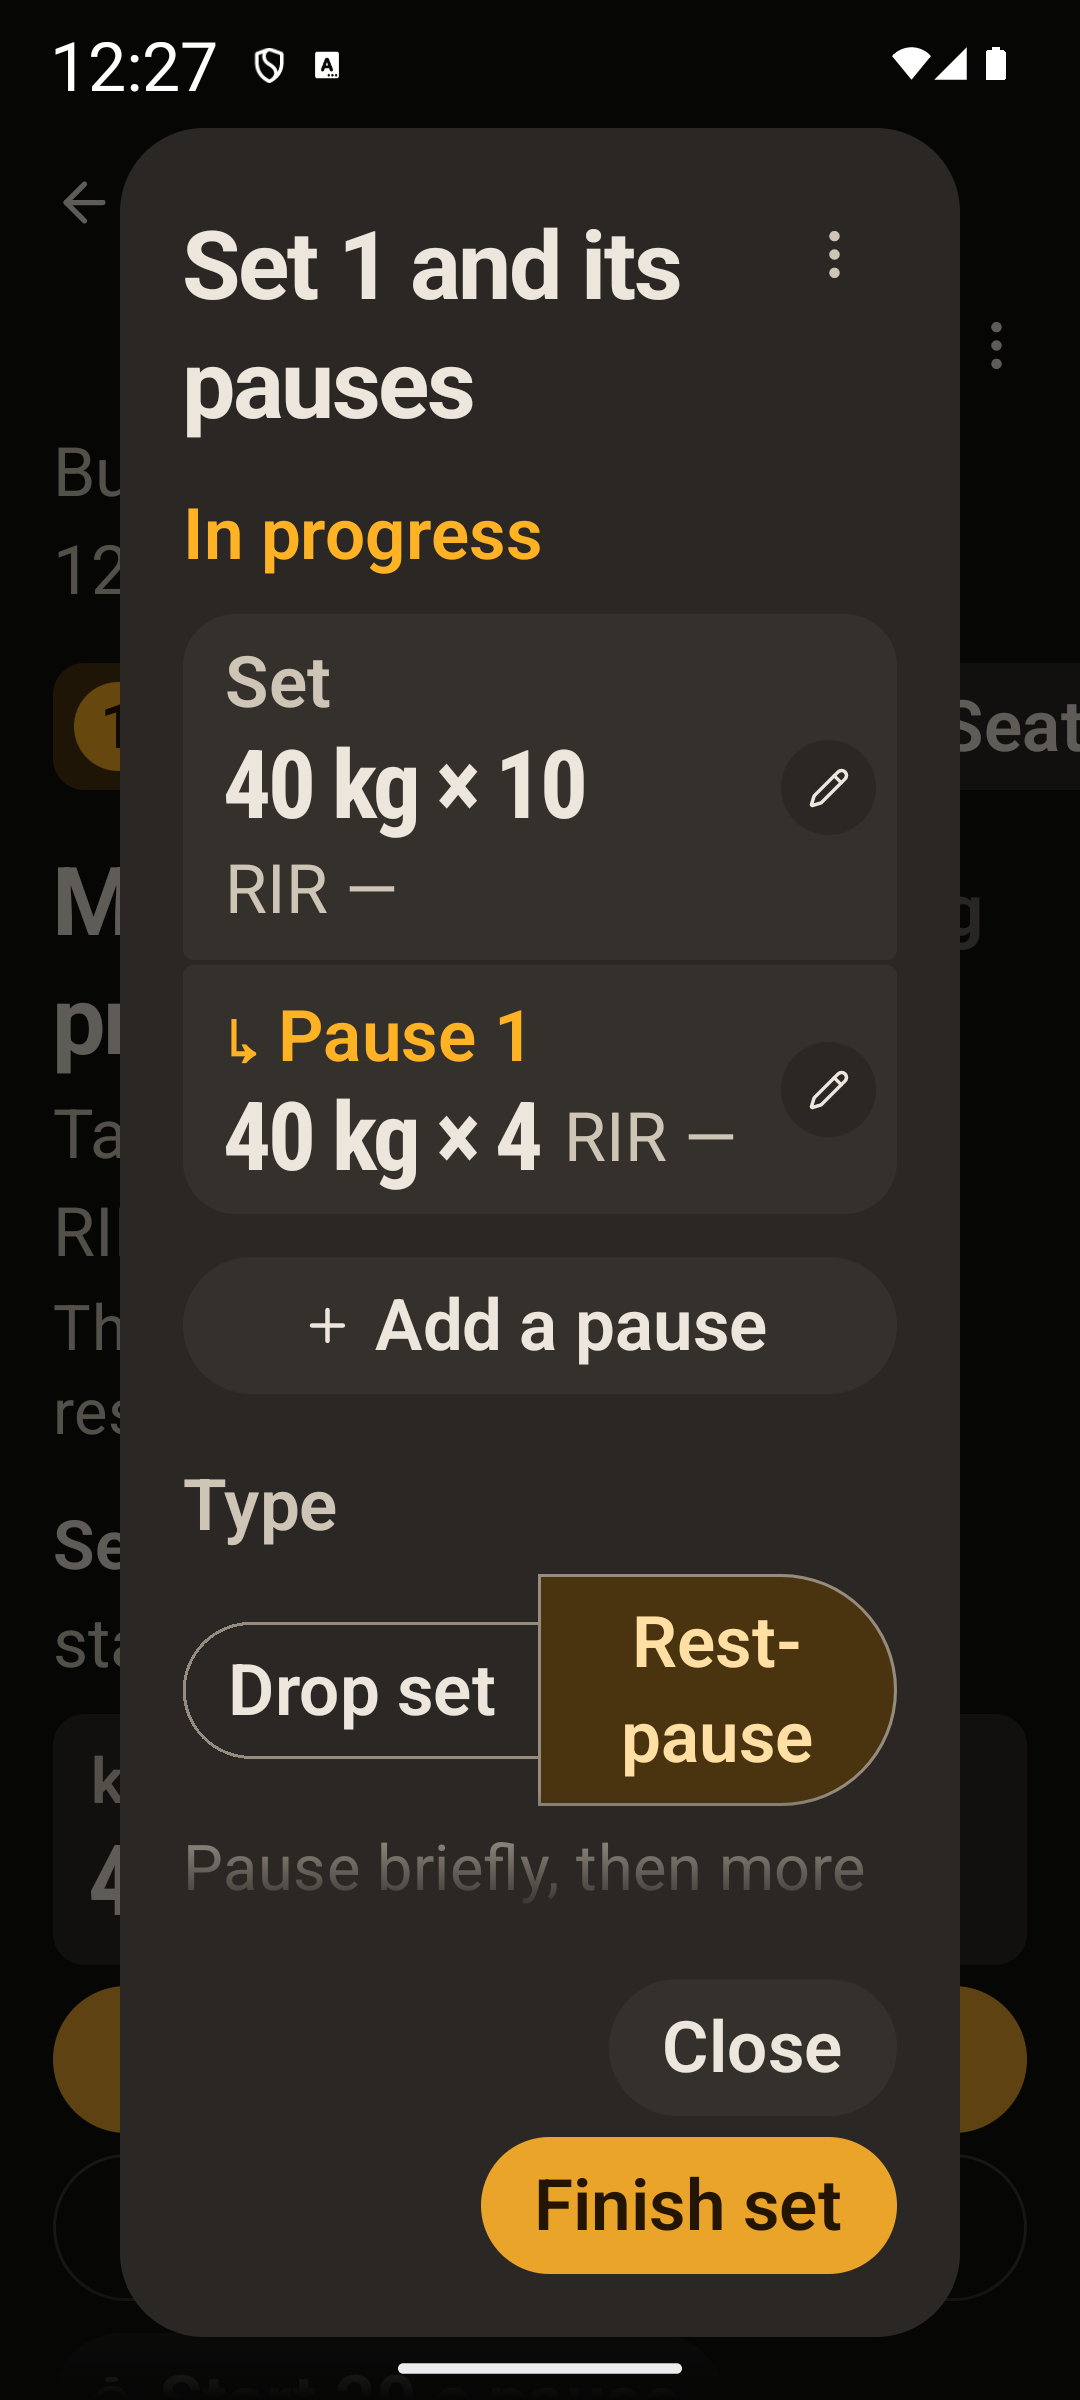 12:27
Set 1 and its
pauses
In progress
Set
40 kg × 10
RIR —
↳ Pause 1
40 kg × 4 RIR —
+ Add a pause
Type
Drop set
Rest-
pause
Pause briefly, then more
Close
Finish set